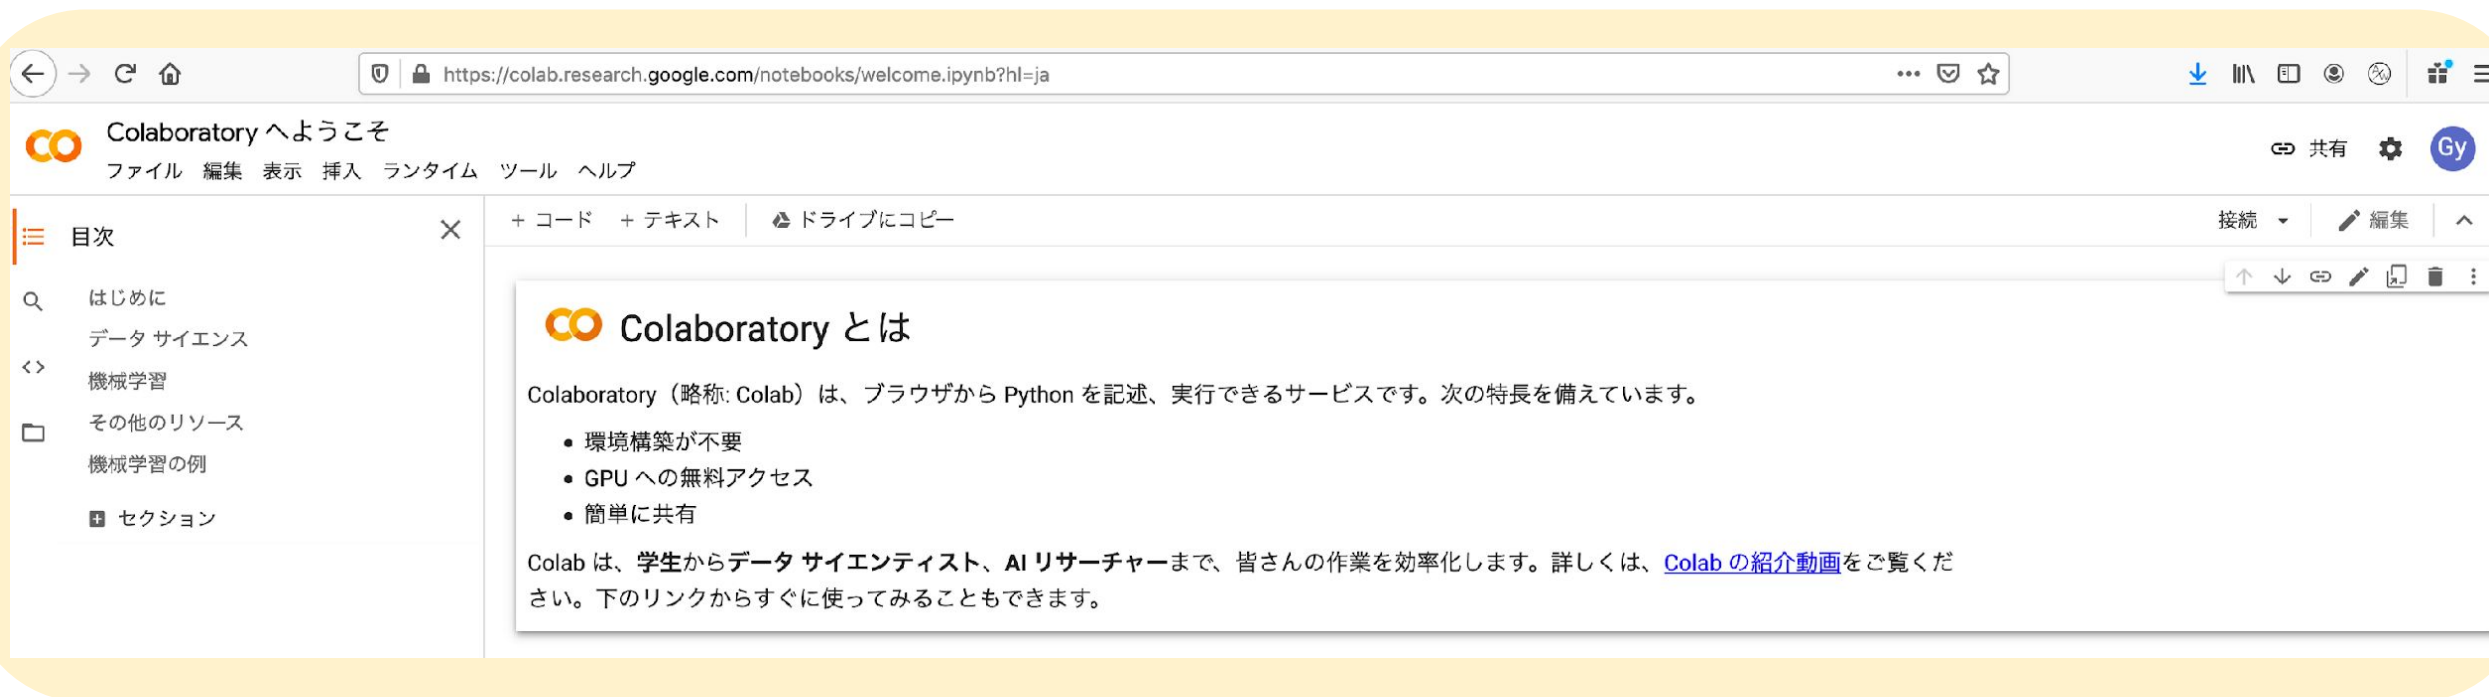 https://colab.research.google.com/notebooks/welcome.ipynb?hl=ja
Colaboratory へようこそ
ファイル 編集 表示 挿入 ランタイム ツール ヘルプ
共有
Gy
目次
はじめに
データ サイエンス
機械学習
その他のリソース
機械学習の例
セクション
+ コード + テキスト ドライブにコピー
接続 編集
Colaboratory とは
Colaboratory（略称: Colab）は、ブラウザから Python を記述、実行できるサービスです。次の特長を備えています。
• 環境構築が不要
• GPU への無料アクセス
• 簡単に共有
Colab は、学生からデータ サイエンティスト、AI リサーチャーまで、皆さんの作業を効率化します。詳しくは、Colab の紹介動画をご覧くだ
さい。下のリンクからすぐに使ってみることもできます。